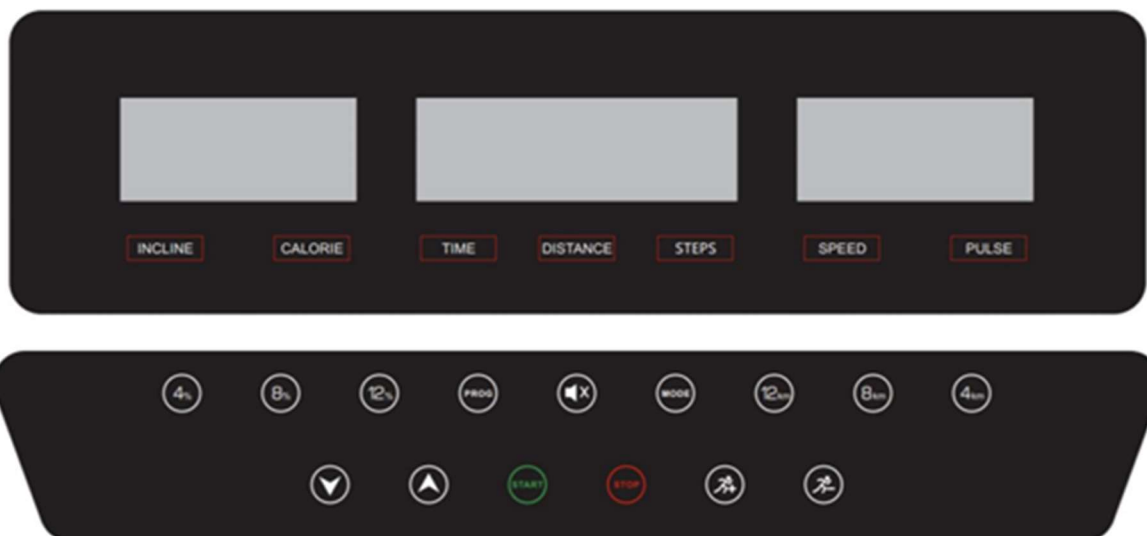 INCLINE CALORIE TIME DISTANCE STEPS SPEED PULSE
4% 8% 12% PROG X MODE 12km 8km 4km
START STOP